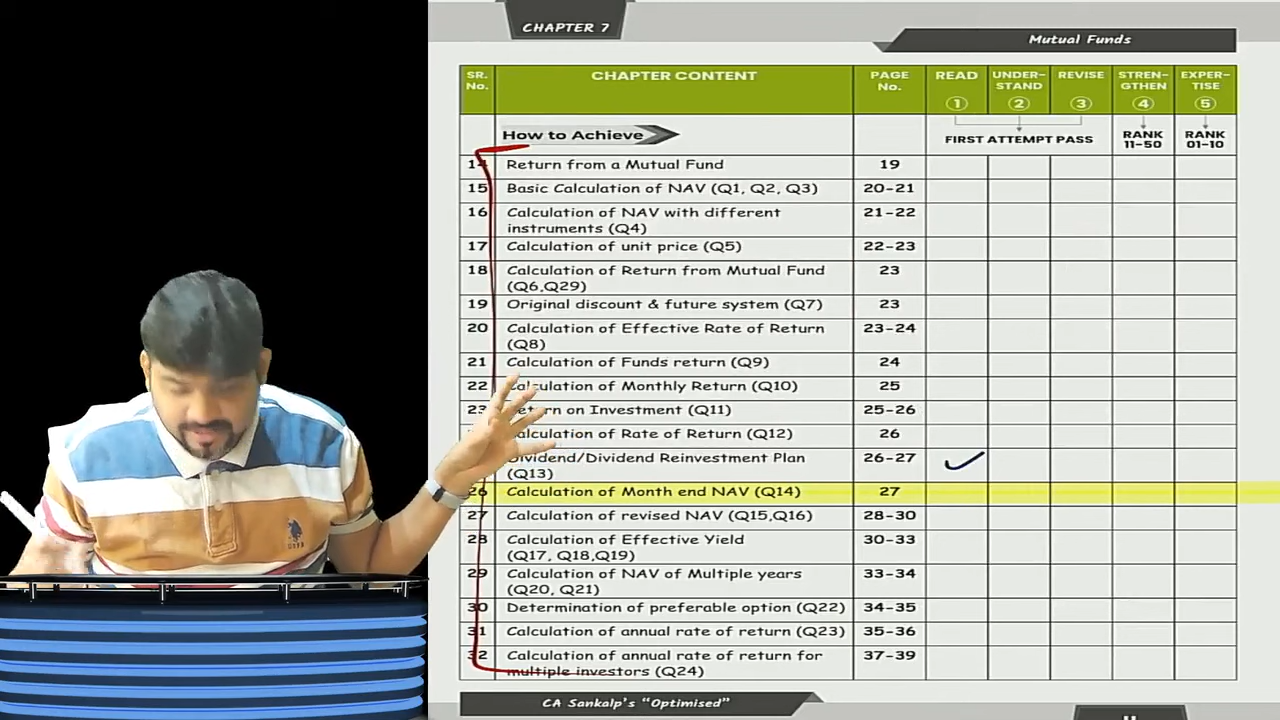 CHAPTER 7
Mutual Funds
SR. No. CHAPTER CONTENT PAGE No. READ ① UNDER-STAND ② REVISE ③ STREN-GTHEN ④ EXPER-TISE ⑤
How to Achieve FIRST ATTEMPT PASS RANK 11-50 RANK 01-10
14 Return from a Mutual Fund 19
15 Basic Calculation of NAV (Q1, Q2, Q3) 20-21
16 Calculation of NAV with different 21-22
instruments (Q4)
17 Calculation of unit price (Q5) 22-23
18 Calculation of Return from Mutual Fund 23
(Q6,Q29)
19 Original discount & future system (Q7) 23
20 Calculation of Effective Rate of Return 23-24
(Q8)
21 Calculation of Funds return (Q9) 24
22 Calculation of Monthly Return (Q10) 25
23 Return on Investment (Q11) 25-26
Calculation of Rate of Return (Q12) 26
Dividend/Dividend Reinvestment Plan 26-27
(Q13)
26 Calculation of Month end NAV (Q14) 27
27 Calculation of revised NAV (Q15,Q16) 28-30
28 Calculation of Effective Yield 30-33
(Q17, Q18,Q19)
29 Calculation of NAV of Multiple years 33-34
(Q20, Q21)
30 Determination of preferable option (Q22) 34-35
31 Calculation of annual rate of return (Q23) 35-36
32 Calculation of annual rate of return for 37-39
multiple investors (Q24)
CA Sankalp's "Optimised"